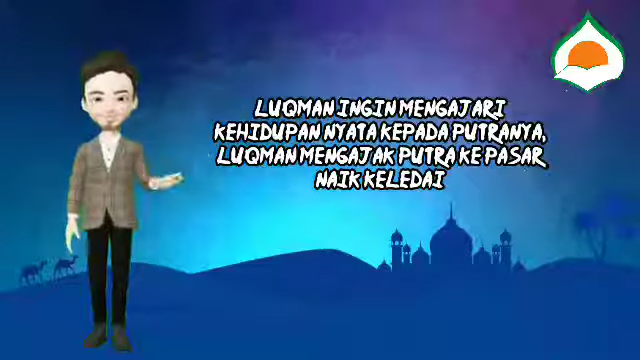 LUQMAN INGIN MENGAJARI
KEHIDUPAN NYATA KEPADA PUTRANYA,
LUQMAN MENGAJAK PUTRA KE PASAR
NAIK KELEDAI